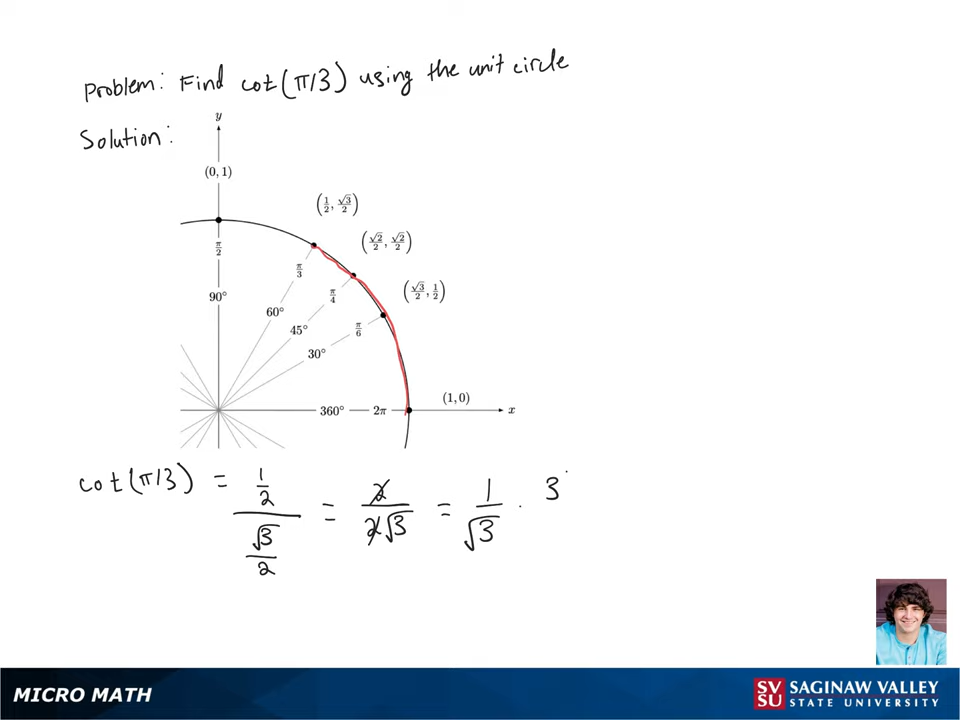 Problem: Find cot(π/3) using the unit circle
Solution:
y
(0, 1)
(1/2, √3/2)
(√2/2, √2/2)
(√3/2, 1/2)
π/2
π/3
π/4
π/6
90°
60°
45°
30°
360°
2π
(1, 0)
x
cot(π/3) = (1/2)/(√3/2) = 2/(2√3) = 1/√3 · 3
MICRO MATH
SV
SU
SAGINAW VALLEY
STATE UNIVERSITY